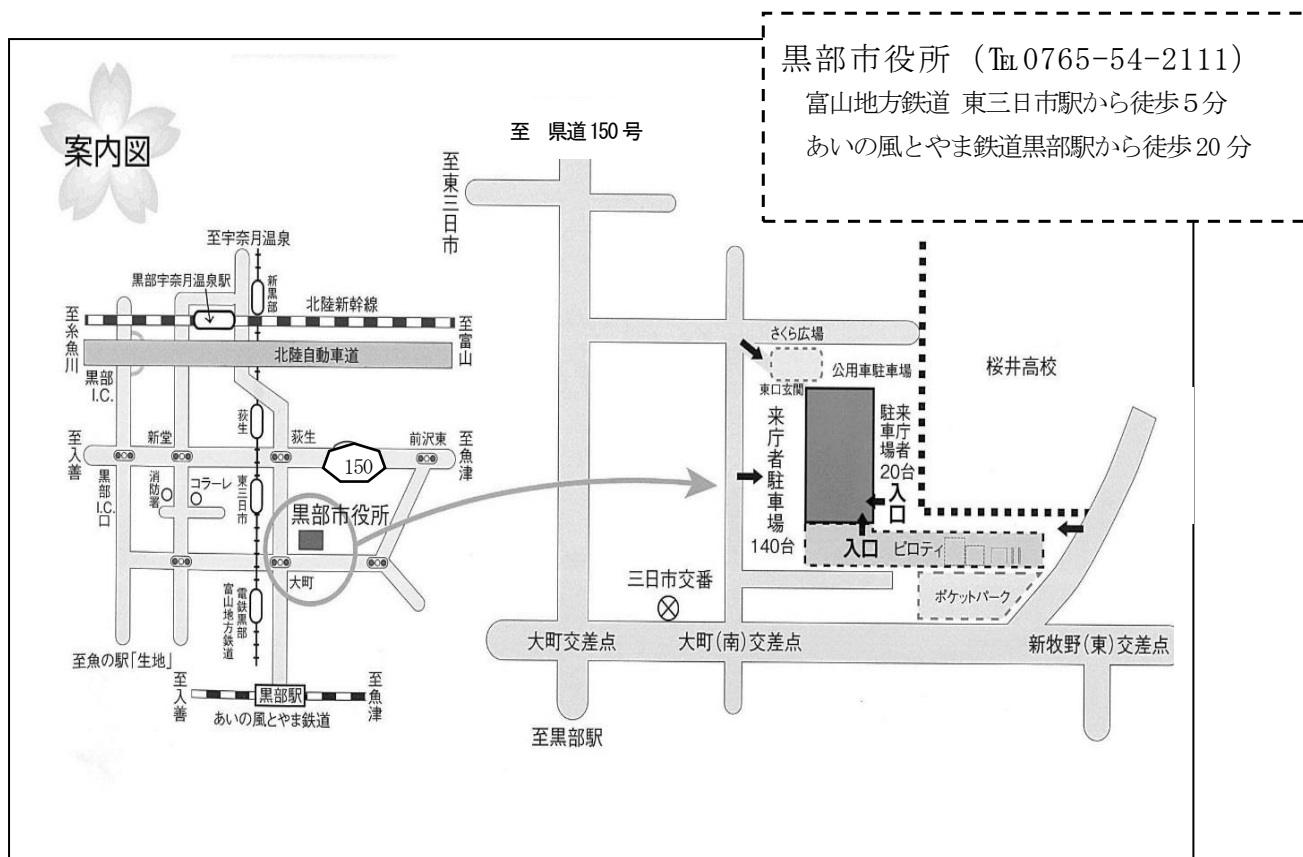 黒部市役所 (℡0765-54-2111)
富山地方鉄道 東三日市駅から徒歩5分
あいの風とやま鉄道黒部駅から徒歩20分
案内図
至宇奈月温泉
黒部宇奈月温泉駅
新黒部
北陸新幹線
至糸魚川
至富山
北陸自動車道
黒部
I.C.
荻生
至入善
新堂
荻生
150
前沢東
至魚津
黒部I.C.口
消防署
コラーレ
東三日市
黒部市役所
大町
富山地方鉄道
電鉄黒部
至魚の駅「生地」
至入善
黒部駅
至魚津
あいの風とやま鉄道
至 県道150号
至東三日市
さくら広場
公用車駐車場
東口玄関
桜井高校
来庁者駐車場
140台
来庁者
駐車場
20台
入口
入口
ピロティ
ポケットパーク
三日市交番
大町交差点
大町(南)交差点
新牧野(東)交差点
至黒部駅